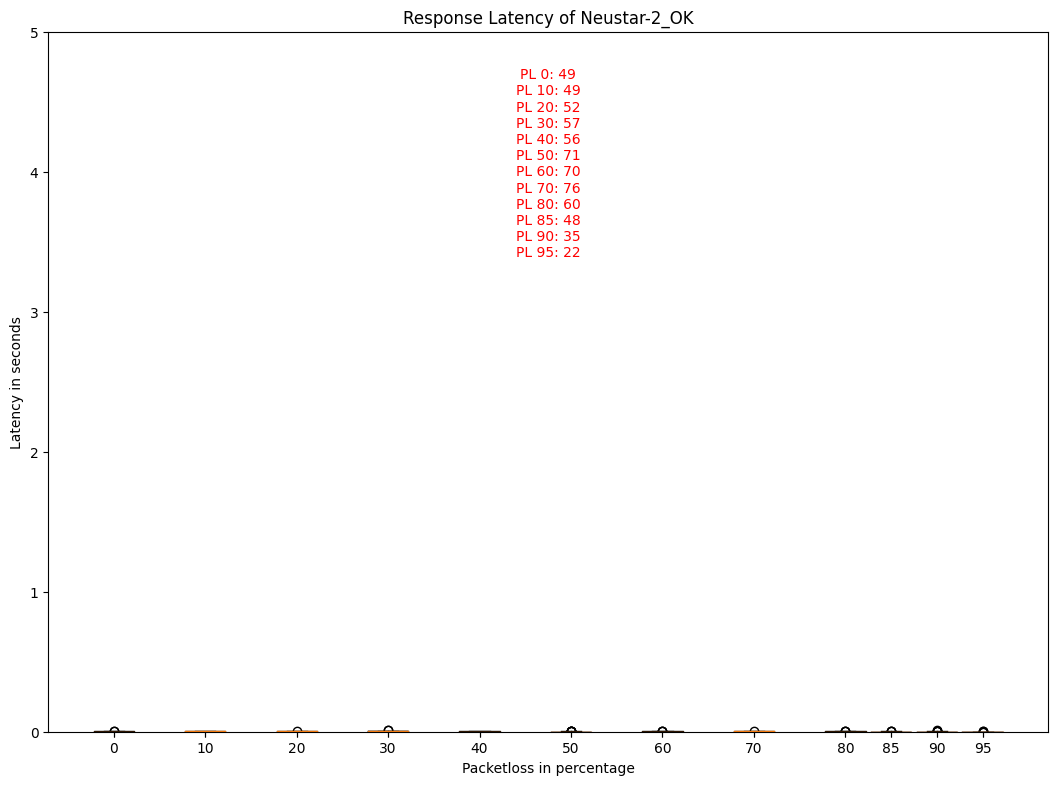 Response Latency of Neustar-2_OK
5
PL 0: 49
PL 10: 49
PL 20: 52
PL 30: 57
4
PL 40: 56
PL 50: 71
PL 60: 70
PL 70: 76
PL 80: 60
PL 85: 48
PL 90: 35
PL 95: 22
3
2
1
0
Latency in seconds
0 10 20 30 40 50 60 70 80 85 90 95
Packetloss in percentage